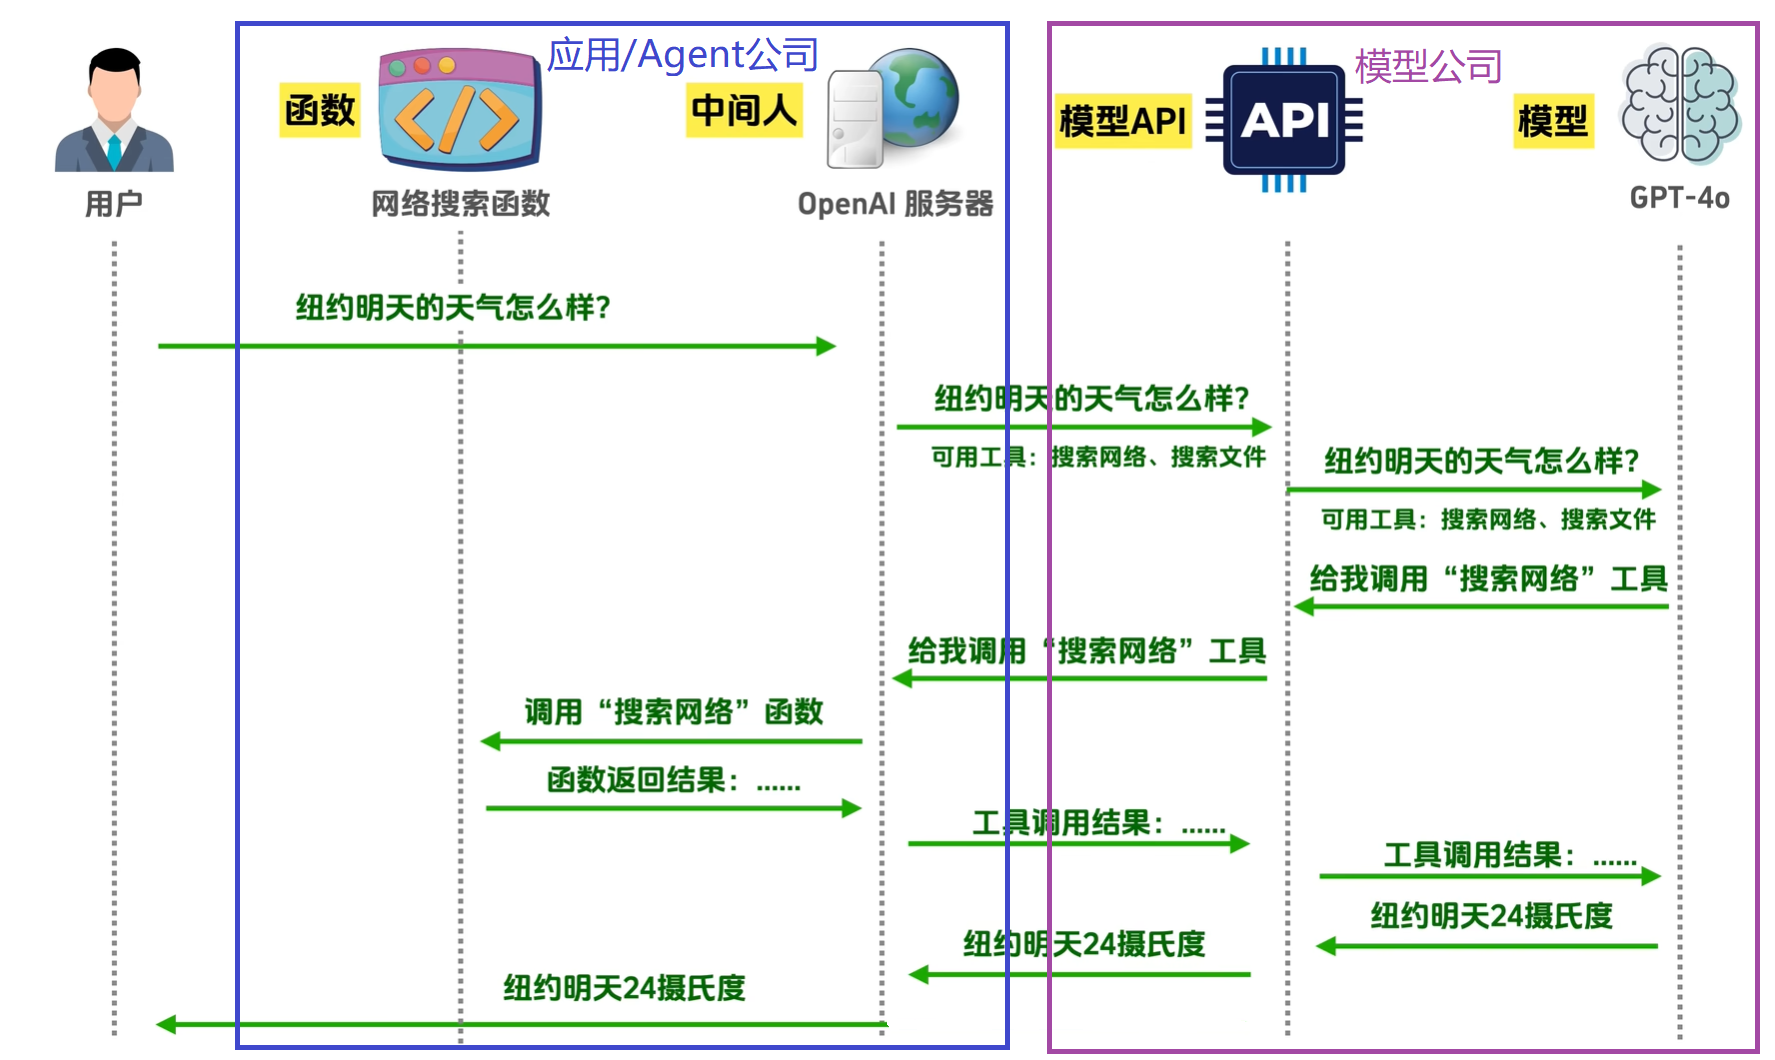 应用/Agent公司
模型公司
函数
中间人
模型API
API
模型
用户
网络搜索函数
OpenAI 服务器
GPT-4o
纽约明天的天气怎么样?
纽约明天的天气怎么样?
可用工具：搜索网络、搜索文件
纽约明天的天气怎么样?
可用工具：搜索网络、搜索文件
给我调用“搜索网络”工具
给我调用“搜索网络”工具
调用“搜索网络”函数
函数返回结果：......
工具调用结果：......
工具调用结果：......
纽约明天24摄氏度
纽约明天24摄氏度
纽约明天24摄氏度